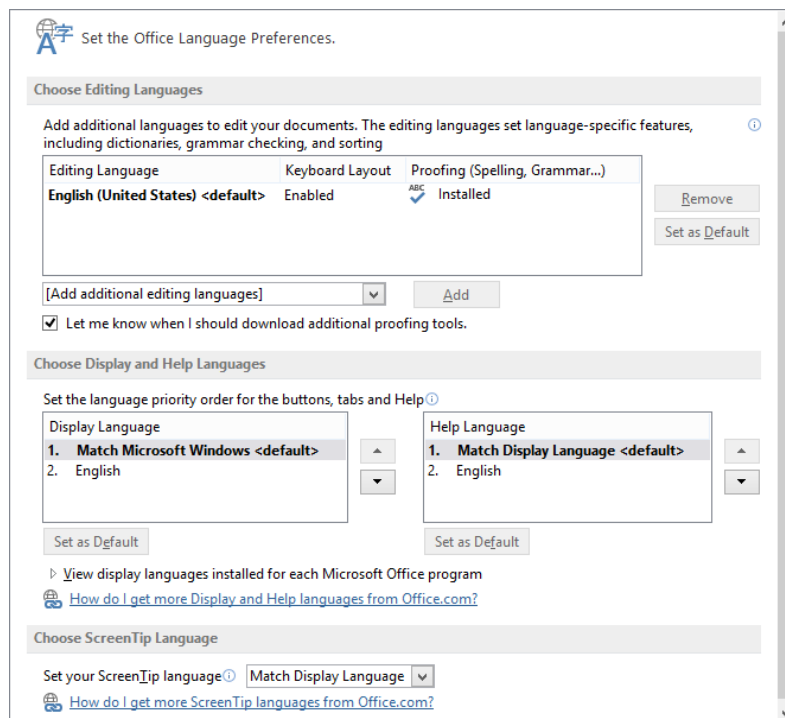 Set the Office Language Preferences.
Choose Editing Languages
Add additional languages to edit your documents. The editing languages set language-specific features,
including dictionaries, grammar checking, and sorting
Editing Language Keyboard Layout Proofing (Spelling, Grammar...)
English (United States) <default> Enabled ABC Installed
Remove
Set as Default
[Add additional editing languages] Add
Let me know when I should download additional proofing tools.
Choose Display and Help Languages
Set the language priority order for the buttons, tabs and Help
Display Language
1. Match Microsoft Windows <default>
2. English
Set as Default
Help Language
1. Match Display Language <default>
2. English
Set as Default
View display languages installed for each Microsoft Office program
How do I get more Display and Help languages from Office.com?
Choose ScreenTip Language
Set your ScreenTip language Match Display Language
How do I get more ScreenTip languages from Office.com?